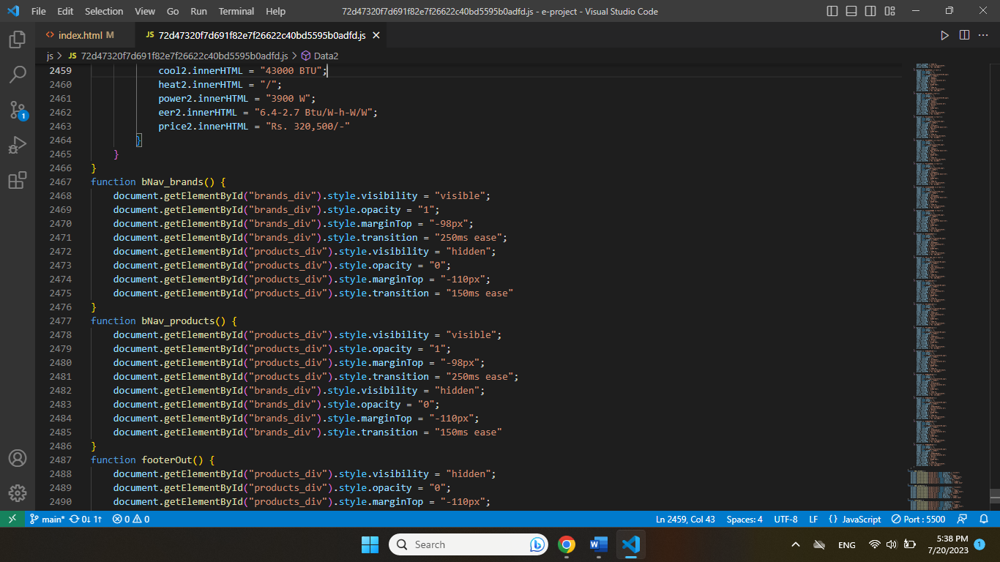 File Edit Selection View Go Run Terminal Help 72d47320f7d691f82e7f26622c40bd5595b0adfd.js - e-project - Visual Studio Code
index.html M JS 72d47320f7d691f82e7f26622c40bd5595b0adfd.js
js > JS 72d47320f7d691f82e7f26622c40bd5595b0adfd.js > Data2
2459 cool2.innerHTML = "43000 BTU";
2460 heat2.innerHTML = "/";
2461 power2.innerHTML = "3900 W";
2462 eer2.innerHTML = "6.4-2.7 Btu/W-h-W/W";
2463 price2.innerHTML = "Rs. 320,500/-"
2464 }
2465 }
2466 }
2467 function bNav_brands() {
2468 document.getElementById("brands_div").style.visibility = "visible";
2469 document.getElementById("brands_div").style.opacity = "1";
2470 document.getElementById("brands_div").style.marginTop = "-98px";
2471 document.getElementById("brands_div").style.transition = "250ms ease";
2472 document.getElementById("products_div").style.visibility = "hidden";
2473 document.getElementById("products_div").style.opacity = "0";
2474 document.getElementById("products_div").style.marginTop = "-110px";
2475 document.getElementById("products_div").style.transition = "150ms ease"
2476 }
2477 function bNav_products() {
2478 document.getElementById("products_div").style.visibility = "visible";
2479 document.getElementById("products_div").style.opacity = "1";
2480 document.getElementById("products_div").style.marginTop = "-98px";
2481 document.getElementById("products_div").style.transition = "250ms ease";
2482 document.getElementById("brands_div").style.visibility = "hidden";
2483 document.getElementById("brands_div").style.opacity = "0";
2484 document.getElementById("brands_div").style.marginTop = "-110px";
2485 document.getElementById("brands_div").style.transition = "150ms ease"
2486 }
2487 function footerOut() {
2488 document.getElementById("products_div").style.visibility = "hidden";
2489 document.getElementById("products_div").style.opacity = "0";
2490 document.getElementById("products_div").style.marginTop = "-110px";
1
main* 0↓ 1↑ 0 0 Ln 2459, Col 43 Spaces: 4 UTF-8 LF {} JavaScript Port : 5500
Search ENG 5:38 PM
7/20/2023 1